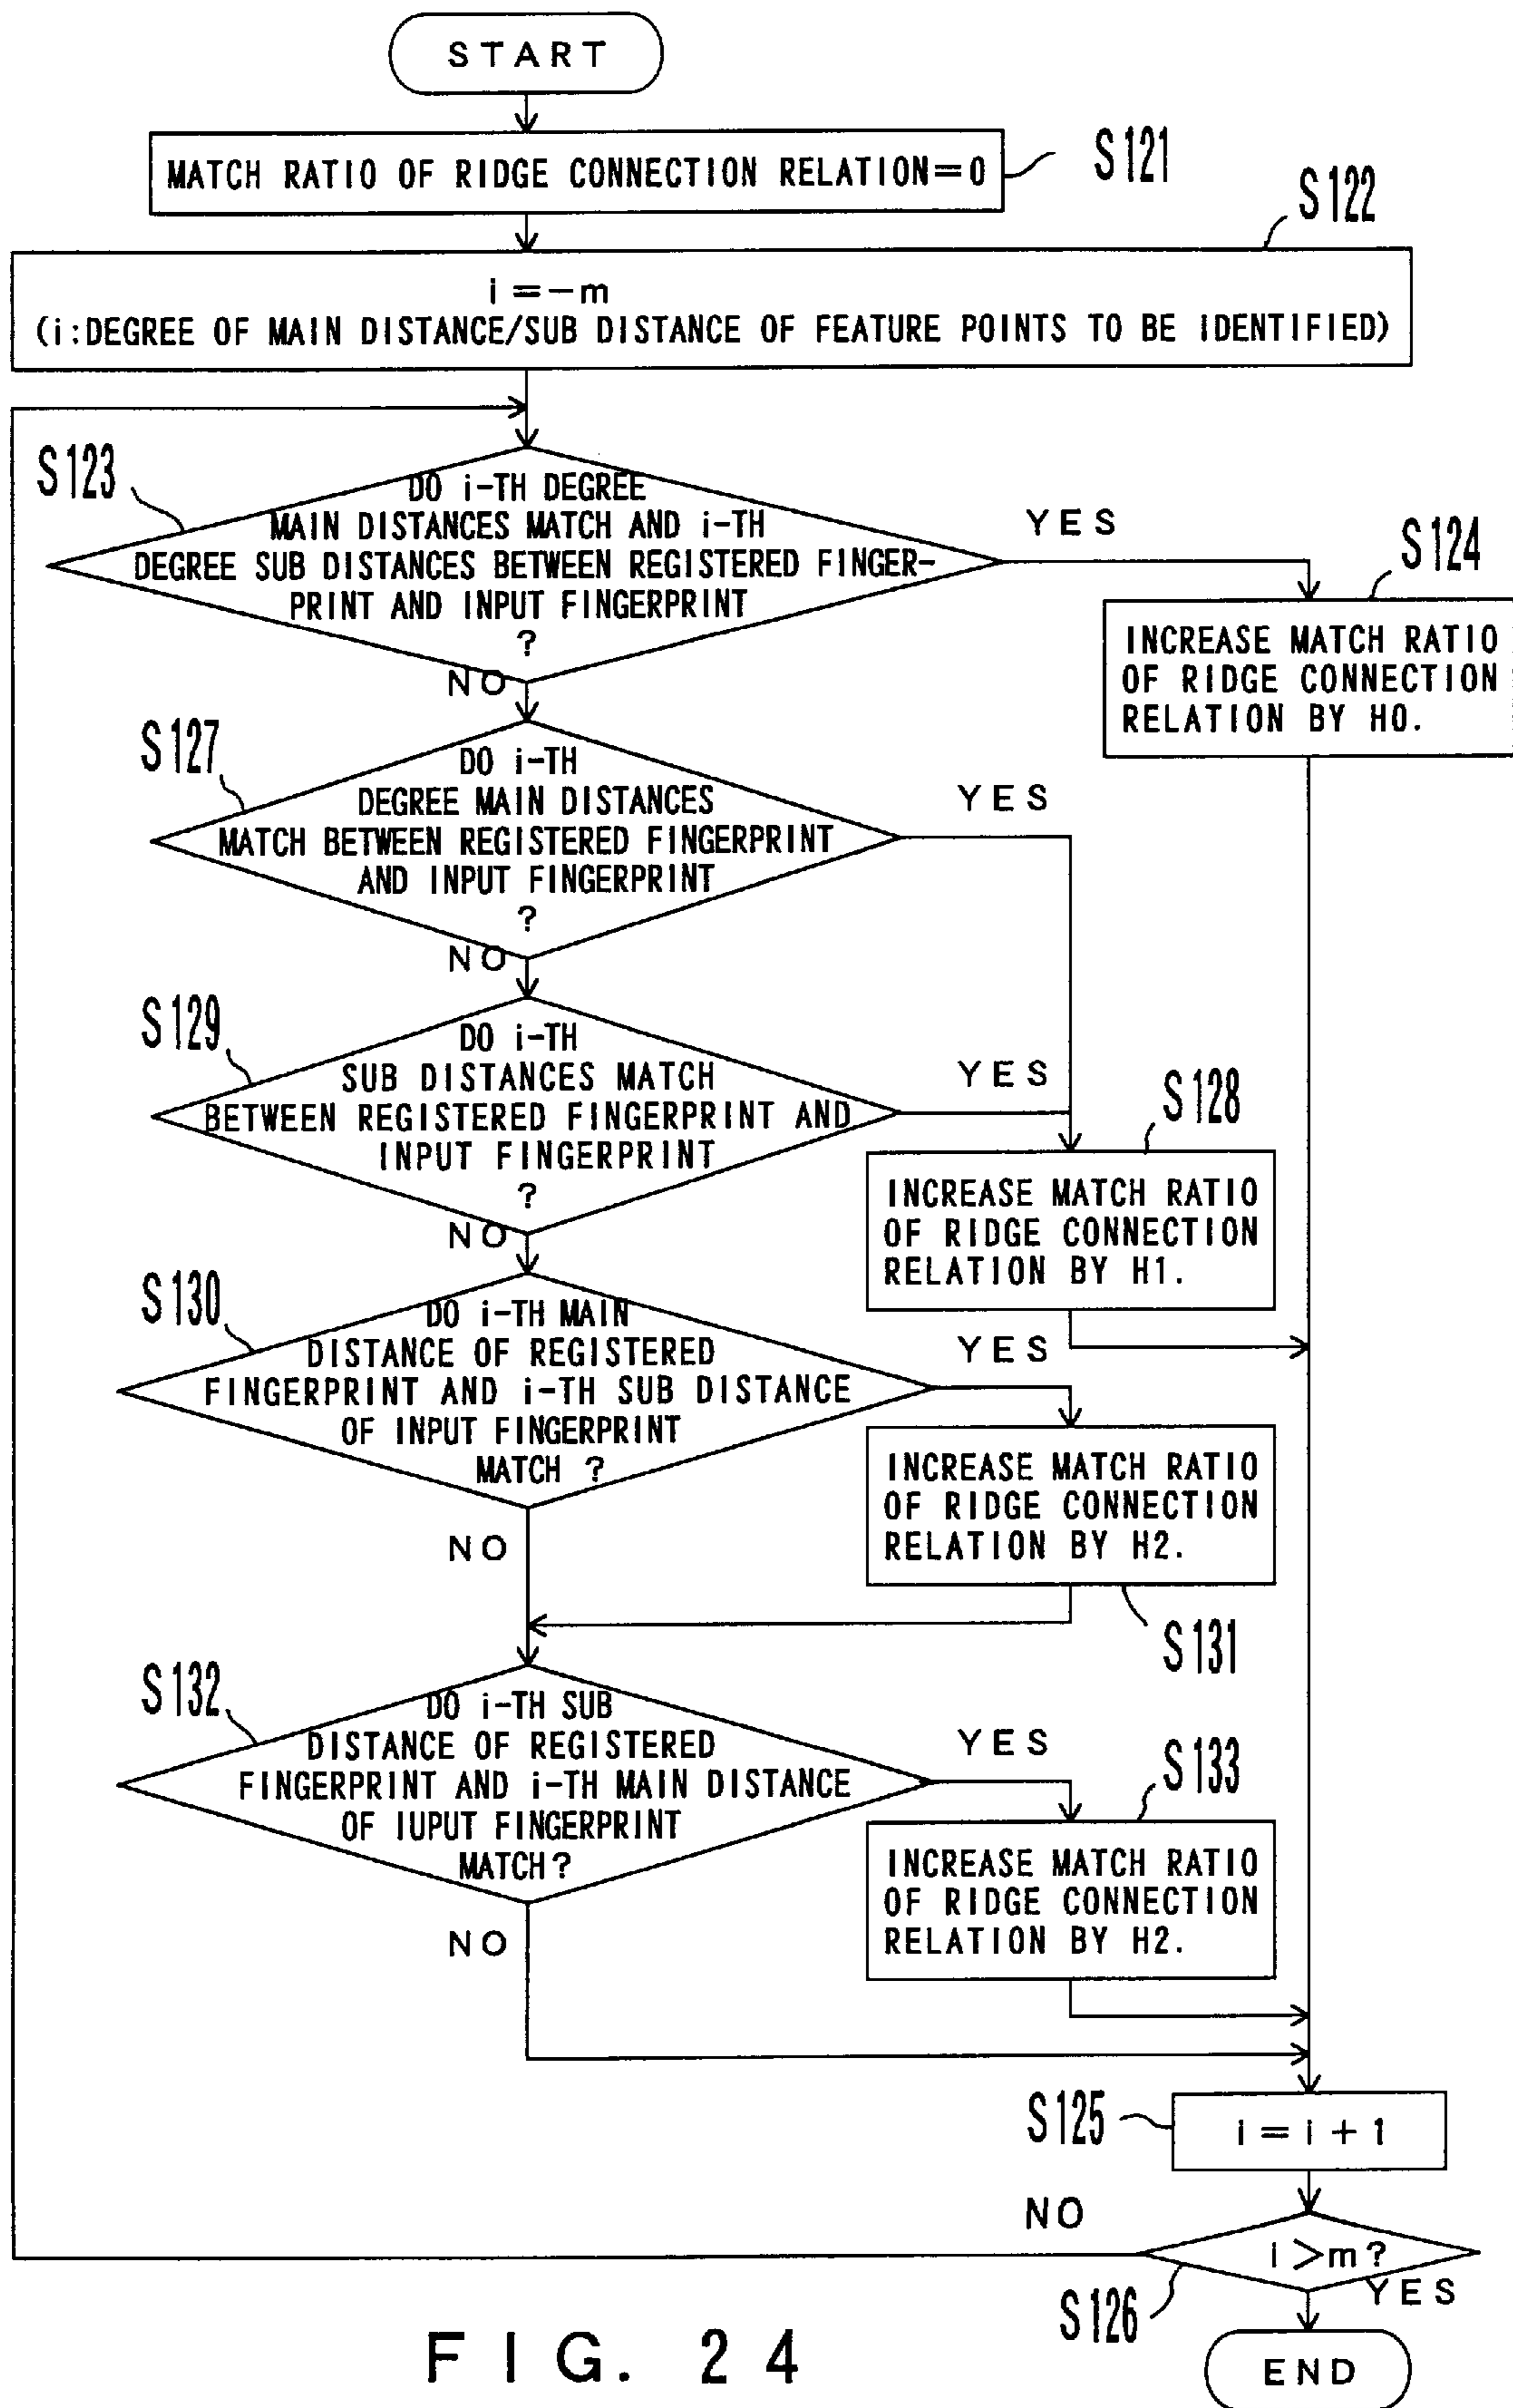 START
MATCH RATIO OF RIDGE CONNECTION RELATION=0
S121
S122
i=-m
(i:DEGREE OF MAIN DISTANCE/SUB DISTANCE OF FEATURE POINTS TO BE IDENTIFIED)
S123
DO i-TH DEGREE
MAIN DISTANCES MATCH AND i-TH
DEGREE SUB DISTANCES BETWEEN REGISTERED FINGER-
PRINT AND INPUT FINGERPRINT
?
YES
NO
S124
INCREASE MATCH RATIO
OF RIDGE CONNECTION
RELATION BY H0.
S127
DO i-TH
DEGREE MAIN DISTANCES
MATCH BETWEEN REGISTERED FINGERPRINT
AND INPUT FINGERPRINT
?
YES
NO
S129
DO i-TH
SUB DISTANCES MATCH
BETWEEN REGISTERED FINGERPRINT AND
INPUT FINGERPRINT
?
YES
NO
S128
INCREASE MATCH RATIO
OF RIDGE CONNECTION
RELATION BY H1.
S130
DO i-TH MAIN
DISTANCE OF REGISTERED
FINGERPRINT AND i-TH SUB DISTANCE
OF INPUT FINGERPRINT
MATCH ?
YES
NO
INCREASE MATCH RATIO
OF RIDGE CONNECTION
RELATION BY H2.
S131
S132
DO i-TH SUB
DISTANCE OF REGISTERED
FINGERPRINT AND i-TH MAIN DISTANCE
OF IUPUT FINGERPRINT
MATCH?
YES
NO
S133
INCREASE MATCH RATIO
OF RIDGE CONNECTION
RELATION BY H2.
S125
i=i+1
NO
i>m?
YES
S126
END
FIG. 24